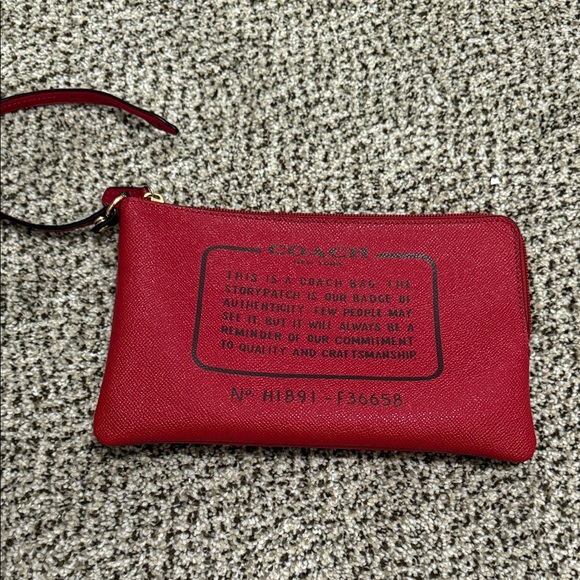 COACH
NEW YORK
THIS IS A COACH BAG. THE
STORYPATCH IS OUR BADGE OF
AUTHENTICITY. FEW PEOPLE MAY
SEE IT, BUT IT WILL ALWAYS BE A
REMINDER OF OUR COMMITMENT
TO QUALITY AND CRAFTSMANSHIP.
Nº H1891-F36658